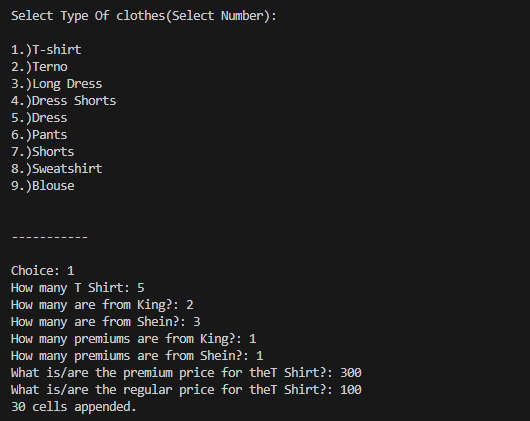 Select Type Of clothes(Select Number):
1.)T-shirt
2.)Terno
3.)Long Dress
4.)Dress Shorts
5.)Dress
6.)Pants
7.)Shorts
8.)Sweatshirt
9.)Blouse
-----------
Choice: 1
How many T Shirt: 5
How many are from King?: 2
How many are from Shein?: 3
How many premiums are from King?: 1
How many premiums are from Shein?: 1
What is/are the premium price for theT Shirt?: 300
What is/are the regular price for theT Shirt?: 100
30 cells appended.